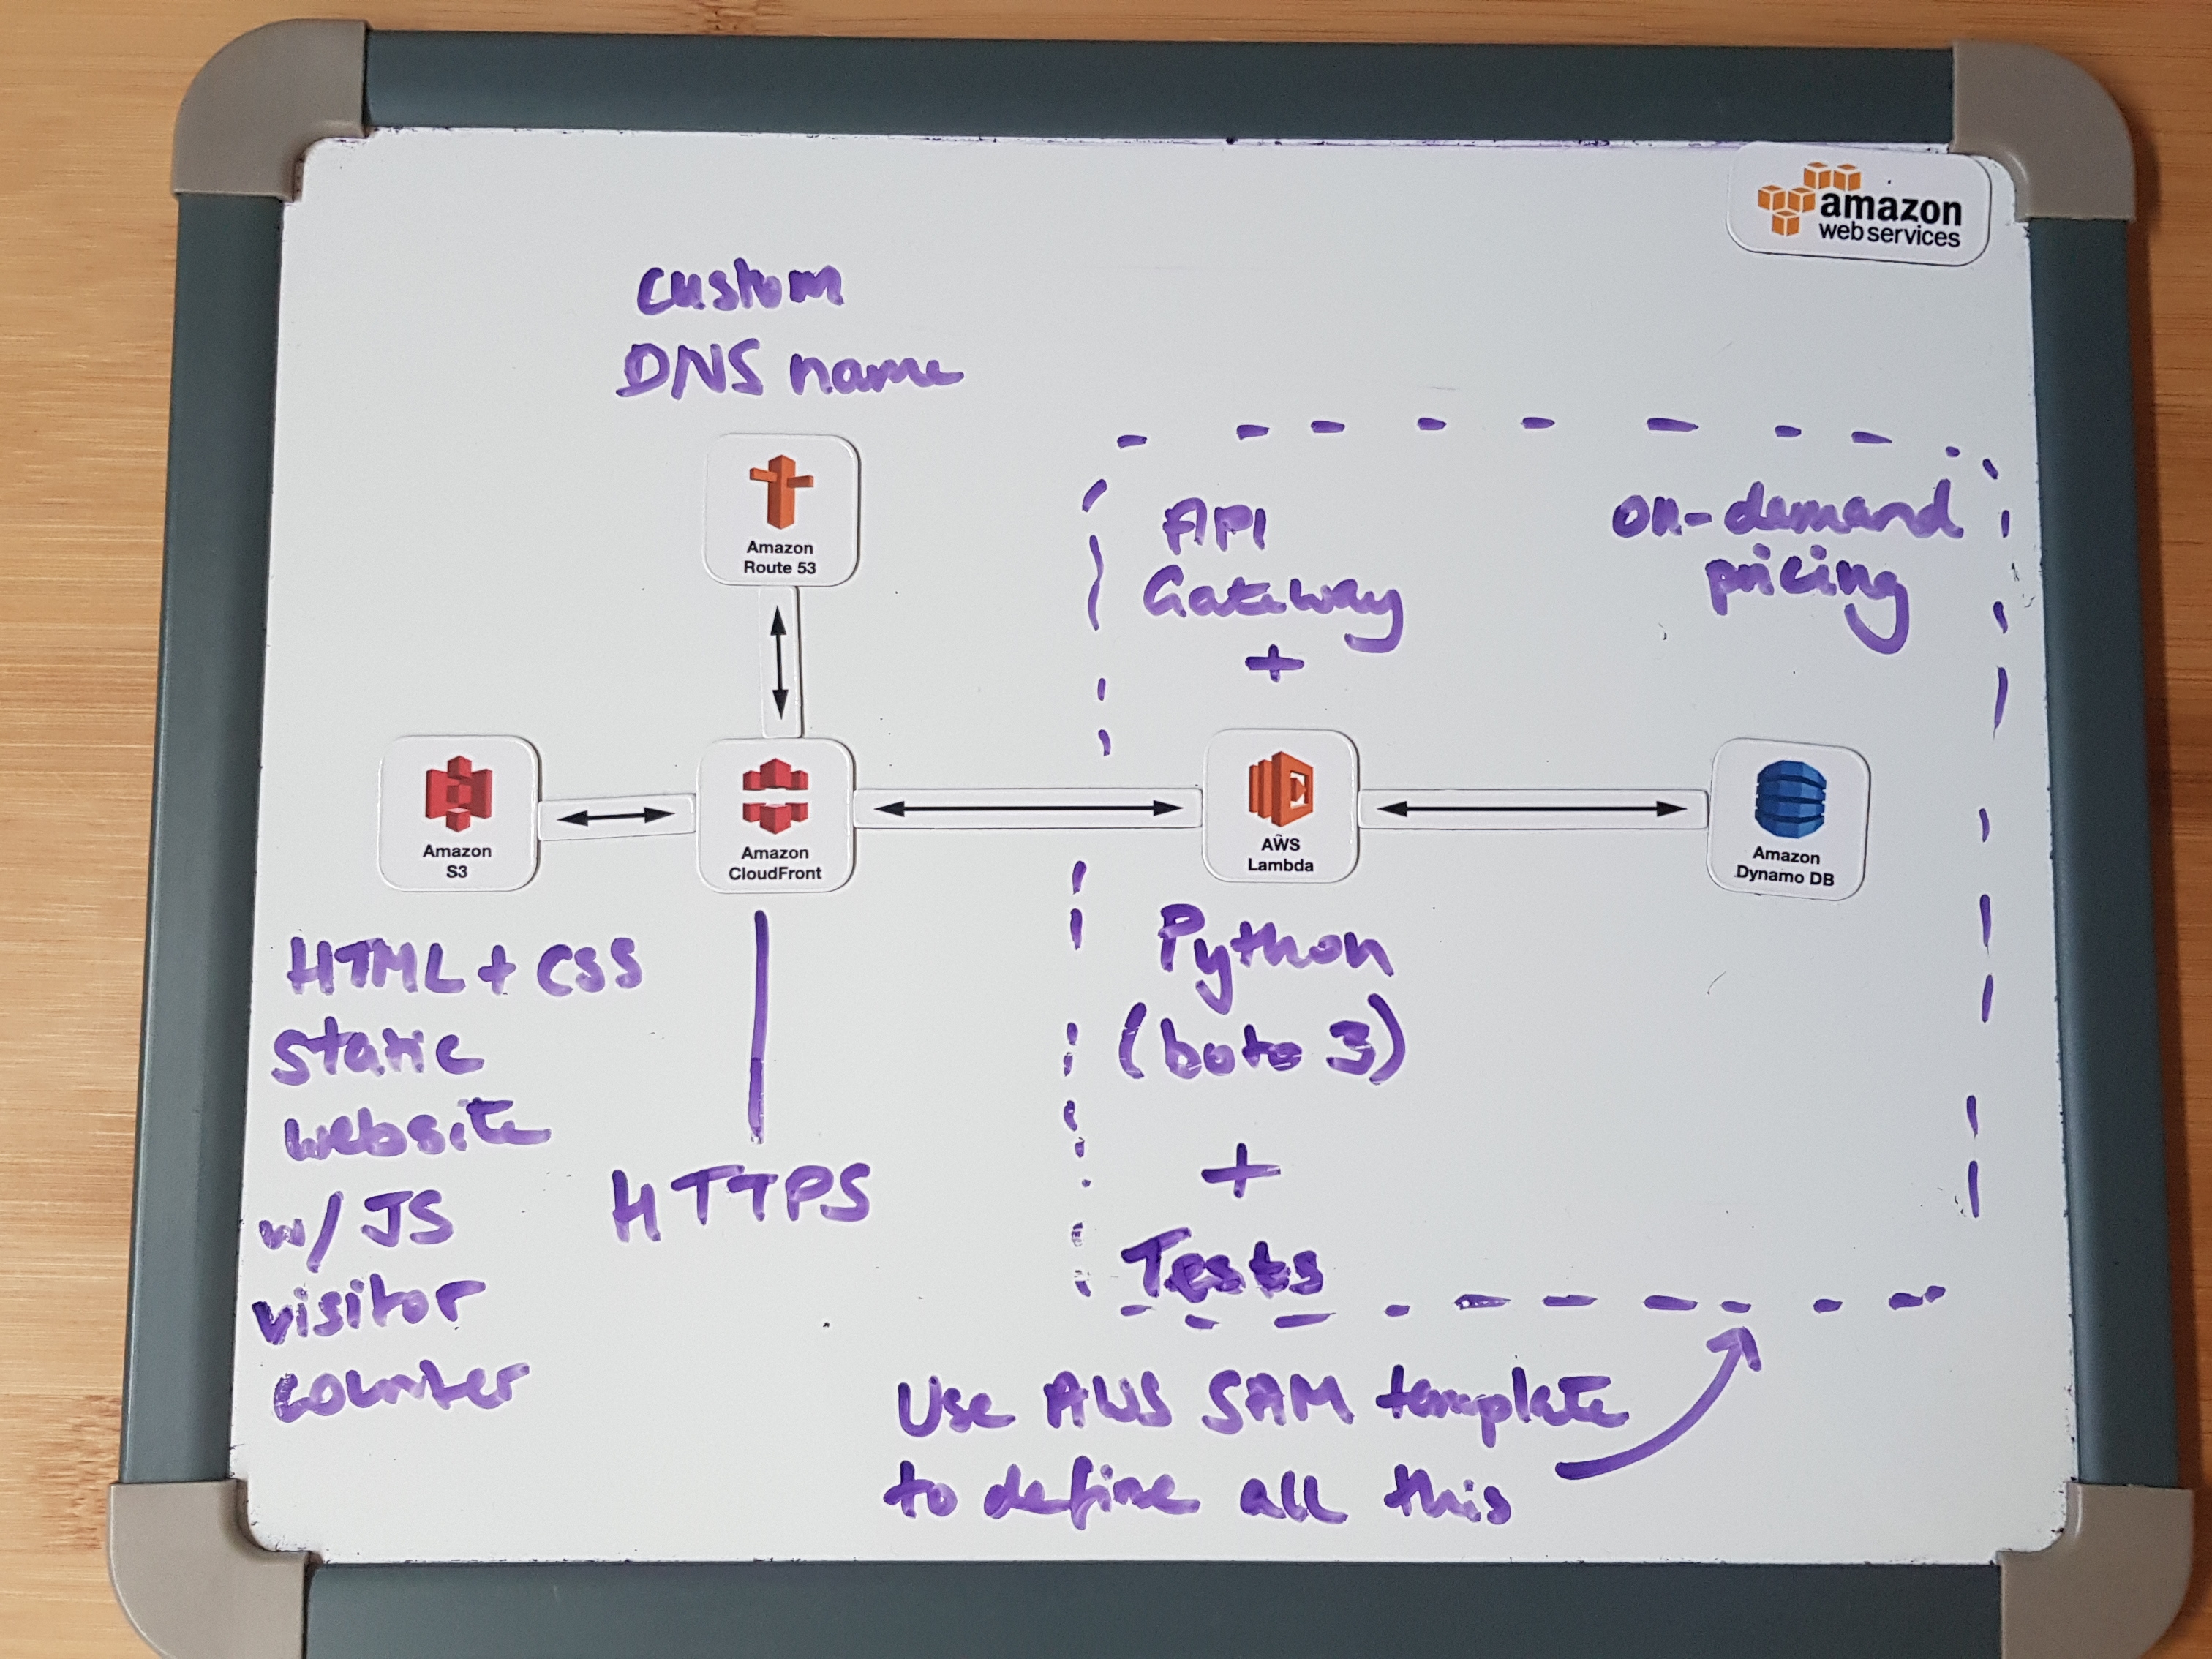 amazon
web services
custom
DNS name
Amazon
Route 53
API
Gateway
+
on-demand
pricing
Amazon
S3
Amazon
CloudFront
AWS
Lambda
Amazon
Dynamo DB
HTML + CSS
static
website
w/ JS
visitor
counter
HTTPS
Python
(boto 3)
+
Tests
Use AWS SAM template
to define all this